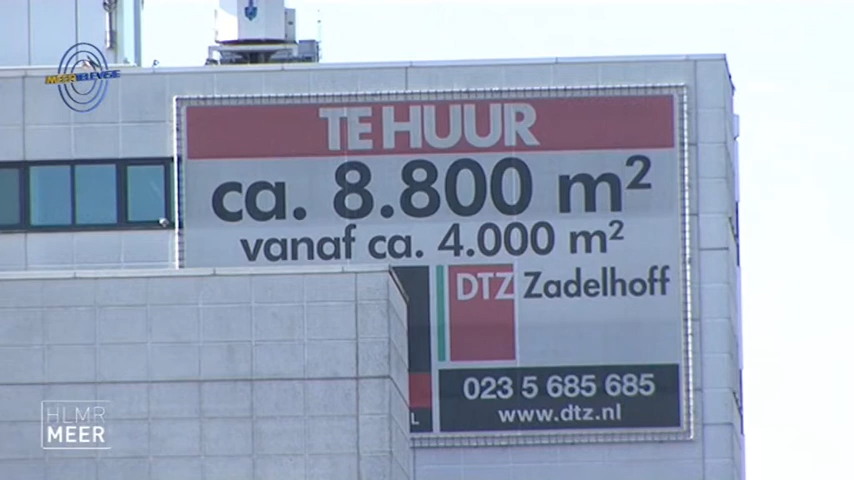 MEERTELEVISIE
TE HUUR
ca. 8.800 m²
vanaf ca. 4.000 m²
DTZ Zadelhoff
023 5 685 685
www.dtz.nl
L
HLMR
MEER